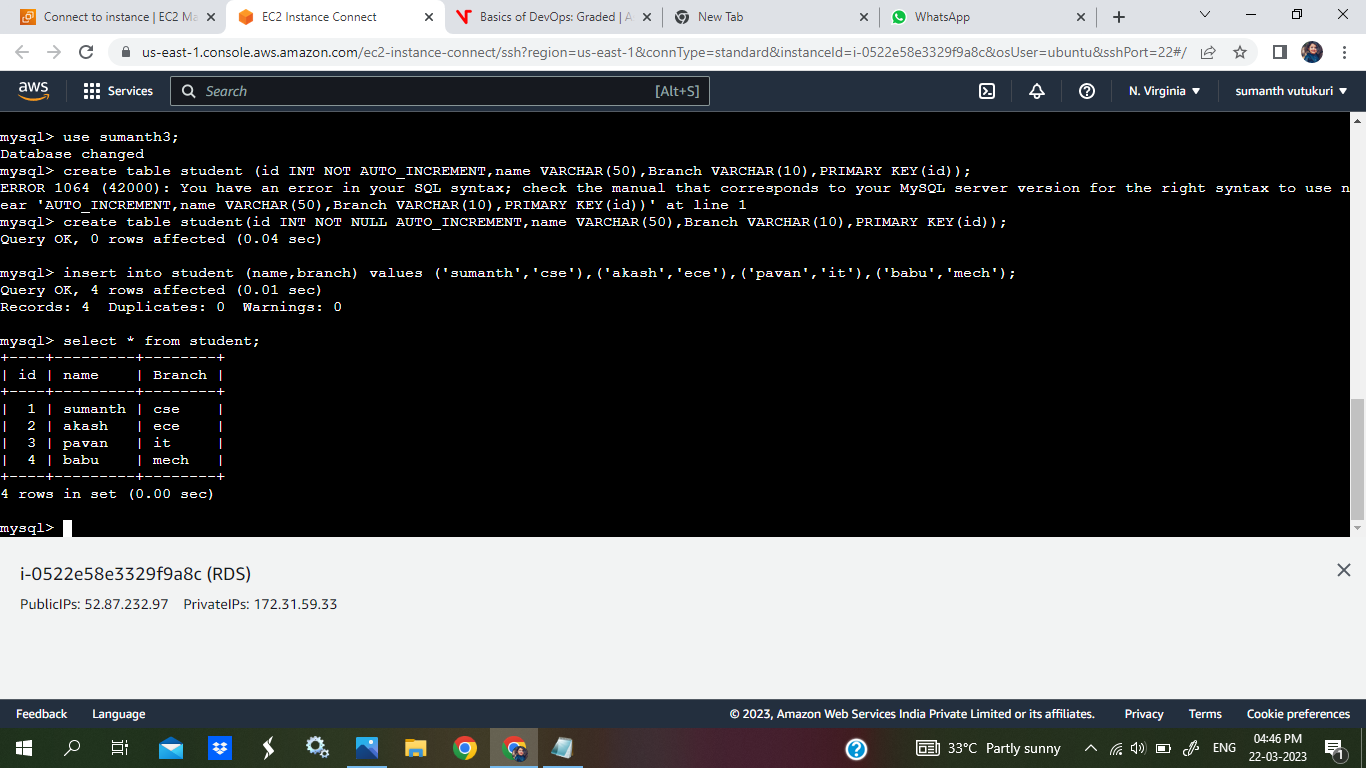 Connect to instance | EC2 Ma
EC2 Instance Connect
Basics of DevOps: Graded | A
New Tab
WhatsApp
us-east-1.console.aws.amazon.com/ec2-instance-connect/ssh?region=us-east-1&connType=standard&instanceId=i-0522e58e3329f9a8c&osUser=ubuntu&sshPort=22#/
aws Services Search [Alt+S] N. Virginia sumanth vutukuri
mysql> use sumanth3;
Database changed
mysql> create table student (id INT NOT AUTO_INCREMENT,name VARCHAR(50),Branch VARCHAR(10),PRIMARY KEY(id));
ERROR 1064 (42000): You have an error in your SQL syntax; check the manual that corresponds to your MySQL server version for the right syntax to use n
ear 'AUTO_INCREMENT,name VARCHAR(50),Branch VARCHAR(10),PRIMARY KEY(id))' at line 1
mysql> create table student(id INT NOT NULL AUTO_INCREMENT,name VARCHAR(50),Branch VARCHAR(10),PRIMARY KEY(id));
Query OK, 0 rows affected (0.04 sec)
mysql> insert into student (name,branch) values ('sumanth','cse'),('akash','ece'),('pavan','it'),('babu','mech');
Query OK, 4 rows affected (0.01 sec)
Records: 4  Duplicates: 0  Warnings: 0
mysql> select * from student;
+----+---------+--------+
| id | name    | Branch |
+----+---------+--------+
|  1 | sumanth | cse    |
|  2 | akash   | ece    |
|  3 | pavan   | it     |
|  4 | babu    | mech   |
+----+---------+--------+
4 rows in set (0.00 sec)
mysql>
i-0522e58e3329f9a8c (RDS)
PublicIPs: 52.87.232.97 PrivateIPs: 172.31.59.33
Feedback Language © 2023, Amazon Web Services India Private Limited or its affiliates. Privacy Terms Cookie preferences
33°C Partly sunny ENG 04:46 PM
22-03-2023
1